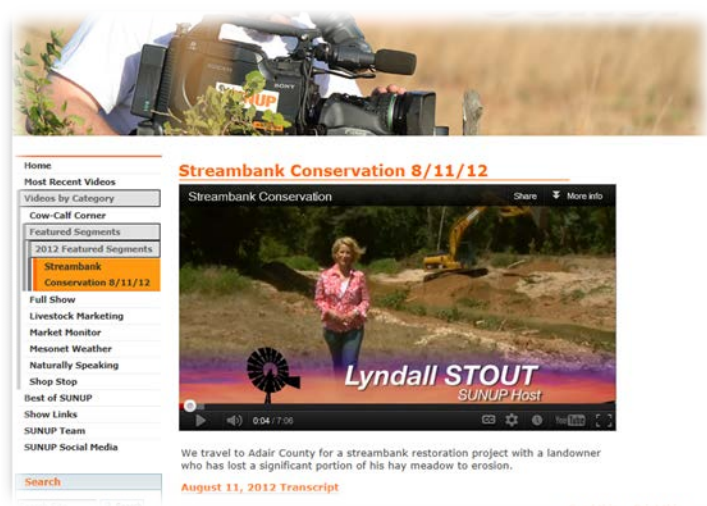 SONY
SUNUP
Home
Most Recent Videos
Videos by Category
Cow-Calf Corner
Featured Segments
2012 Featured Segments
Streambank
Conservation 8/11/12
Full Show
Livestock Marketing
Market Monitor
Mesonet Weather
Naturally Speaking
Shop Stop
Best of SUNUP
Show Links
SUNUP Team
SUNUP Social Media
Search
Streambank Conservation 8/11/12
Streambank Conservation
Share
More info
Lyndall STOUT
SUNUP Host
0:04 / 7:06
CC
YouTube
We travel to Adair County for a streambank restoration project with a landowner
who has lost a significant portion of his hay meadow to erosion.
August 11, 2012 Transcript